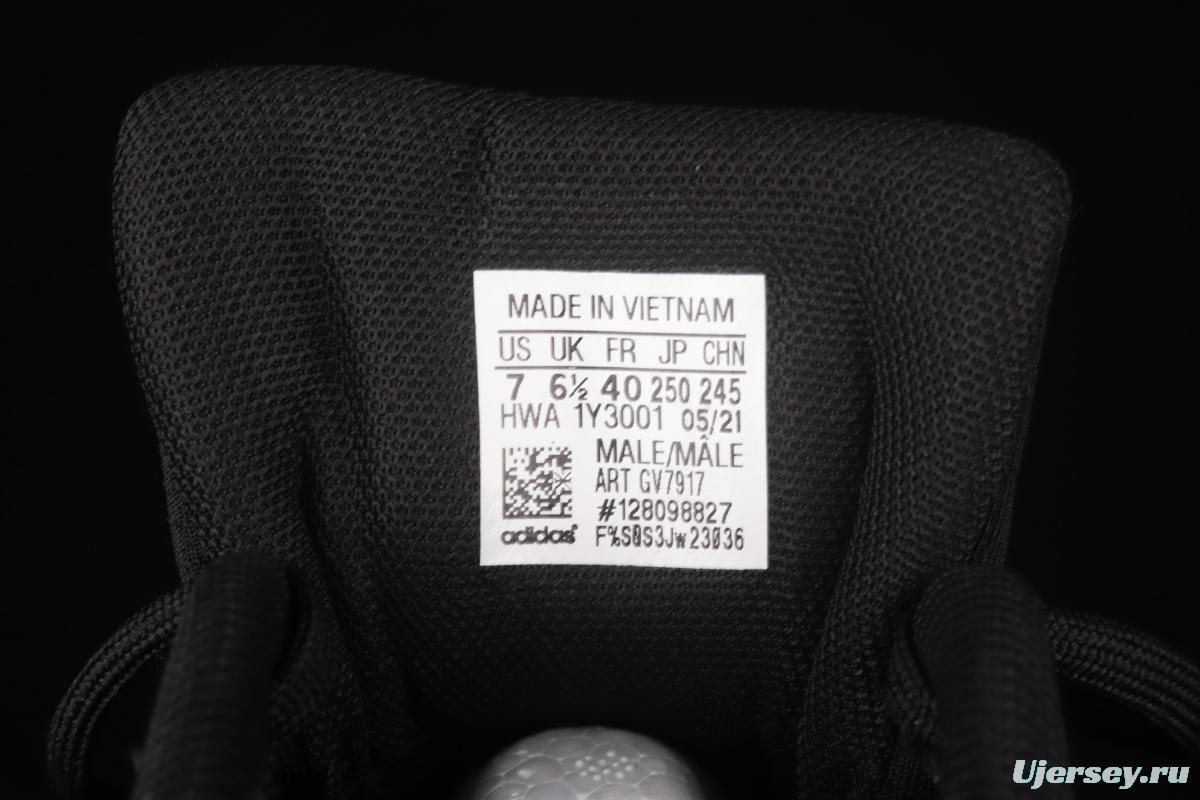 MADE IN VIETNAM
US UK FR JP CHN
7 6½ 40 250 245
HWA 1Y3001 05/21
MALE/MÂLE
ART GV7917
#128098827
adidas F%S0S3Jw23036
Ujersey.ru